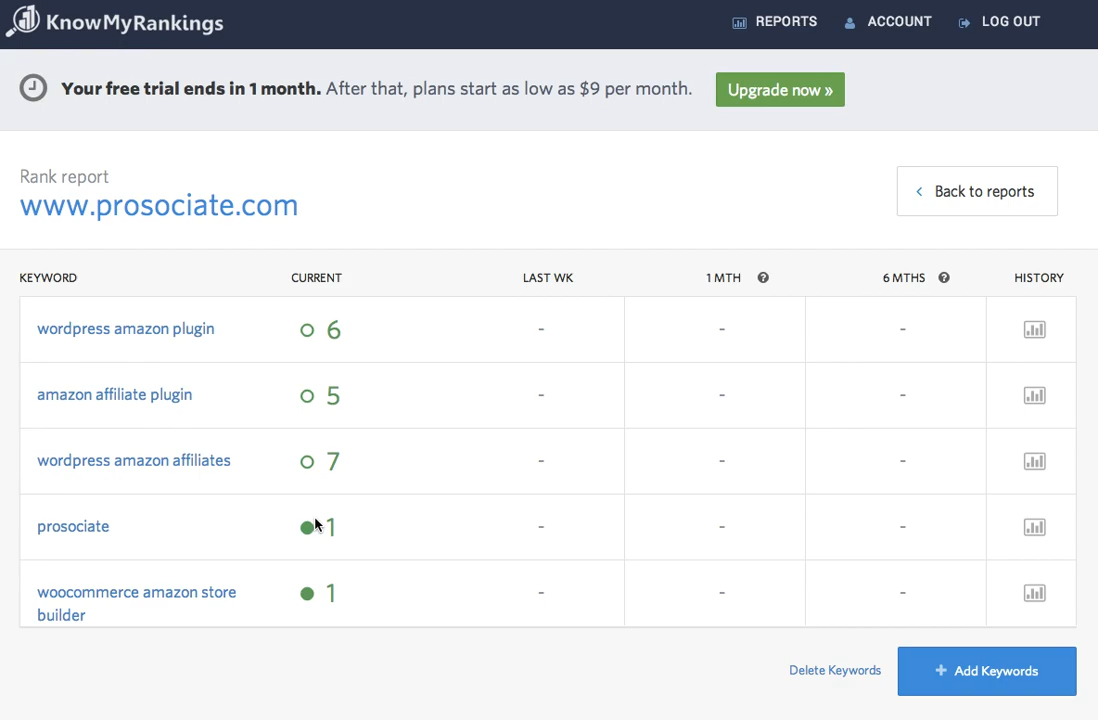 KnowMyRankings
REPORTS ACCOUNT LOG OUT
Your free trial ends in 1 month. After that, plans start as low as $9 per month. Upgrade now »
Rank report
www.prosociate.com
Back to reports
KEYWORD CURRENT LAST WK 1 MTH ? 6 MTHS ? HISTORY
wordpress amazon plugin 6 - - -
amazon affiliate plugin 5 - - -
wordpress amazon affiliates 7 - - -
prosociate 1 - - -
woocommerce amazon store 1 - - -
builder
Delete Keywords + Add Keywords